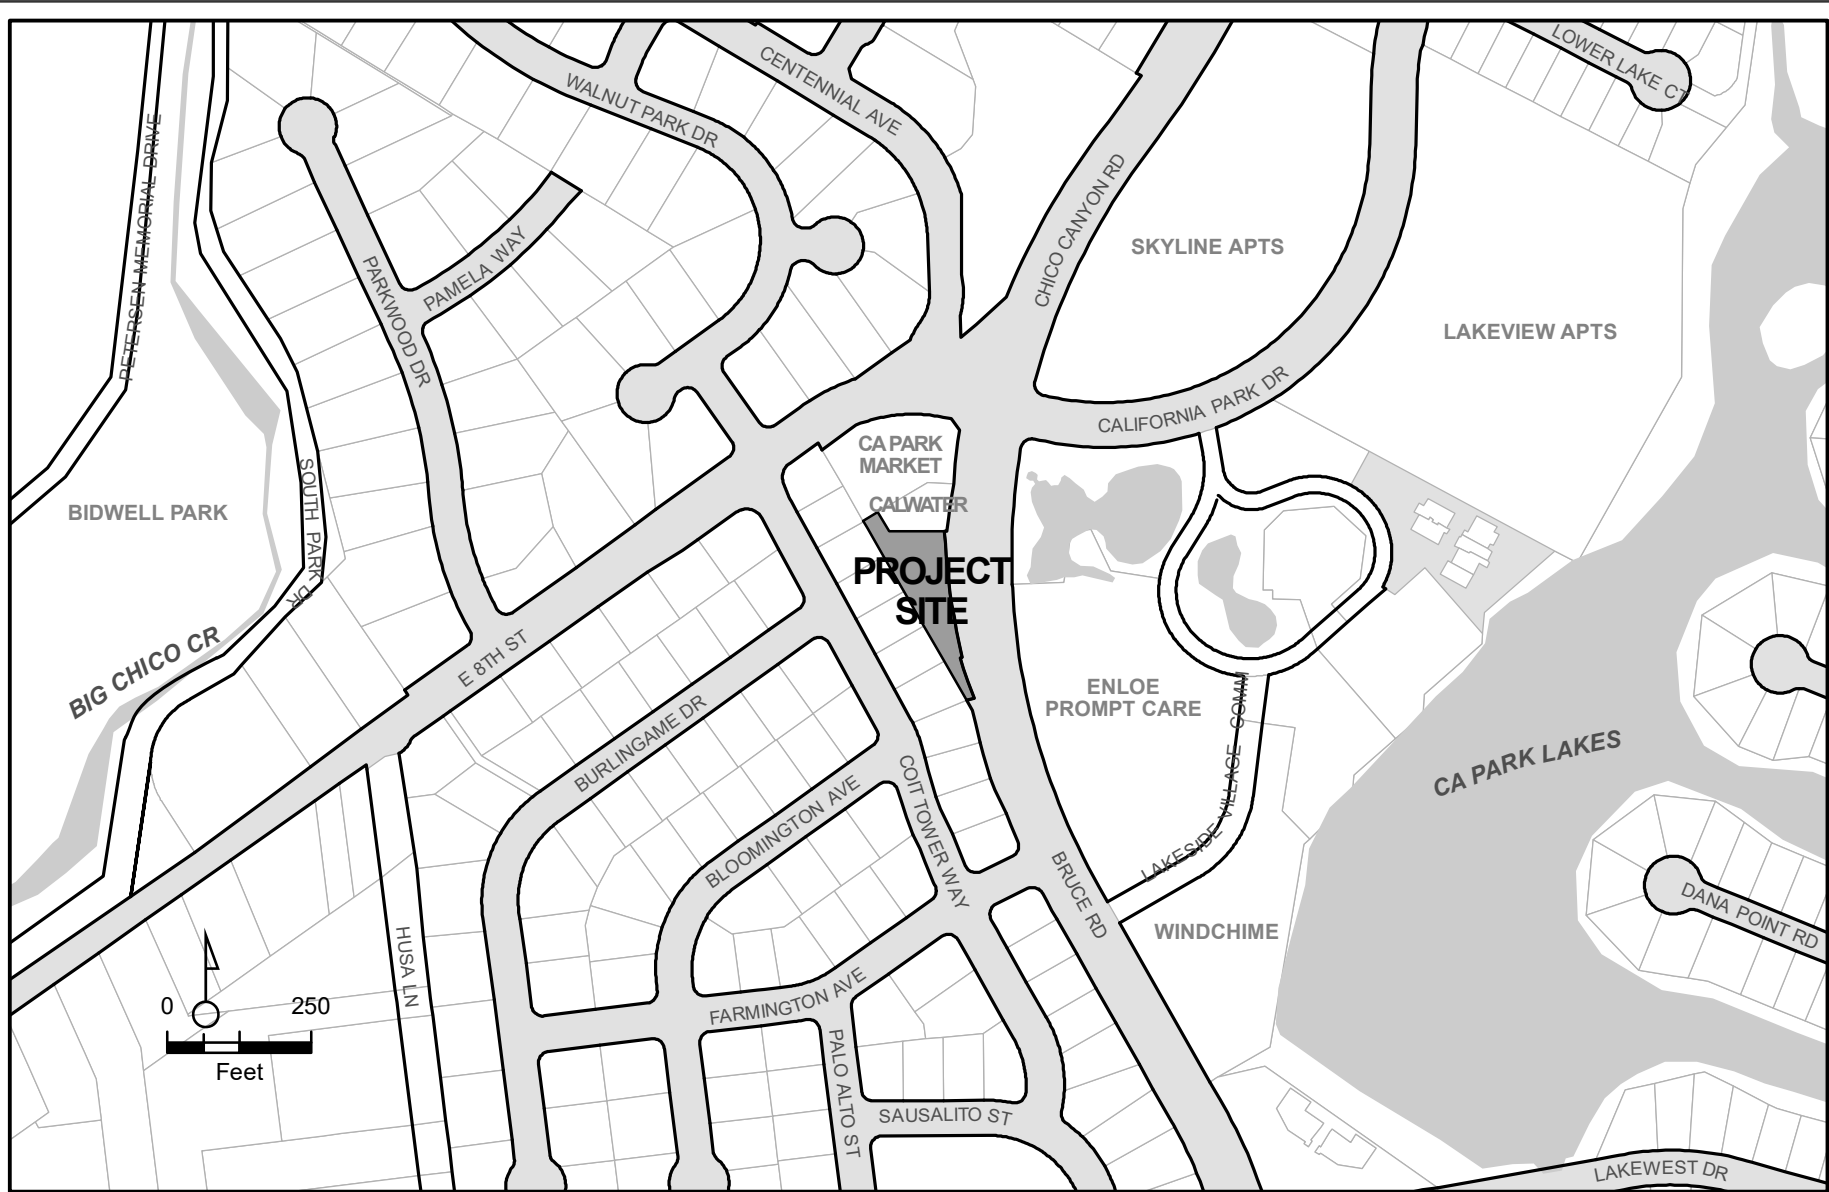 LOWER LAKE CT
CENTENNIAL AVE
WALNUT PARK DR
PETERSEN MEMORIAL DRIVE
CHICO CANYON RD
PAMELA WAY
SKYLINE APTS
PARKWOOD DR
LAKEVIEW APTS
CALIFORNIA PARK DR
CA PARK
MARKET
CALWATER
SOUTH PARK DR
BIDWELL PARK
PROJECT
SITE
E 8TH ST
BIG CHICO CR
ENLOE
PROMPT CARE
BURLINGAME DR
LAKESIDE VILLAGE COMM
CA PARK LAKES
COIT TOWER WAY
BLOOMINGTON AVE
BRUCE RD
DANA POINT RD
WINDCHIME
HUSA LN
FARMINGTON AVE
0 250
Feet
PALO ALTO ST
SAUSALITO ST
LAKEWEST DR